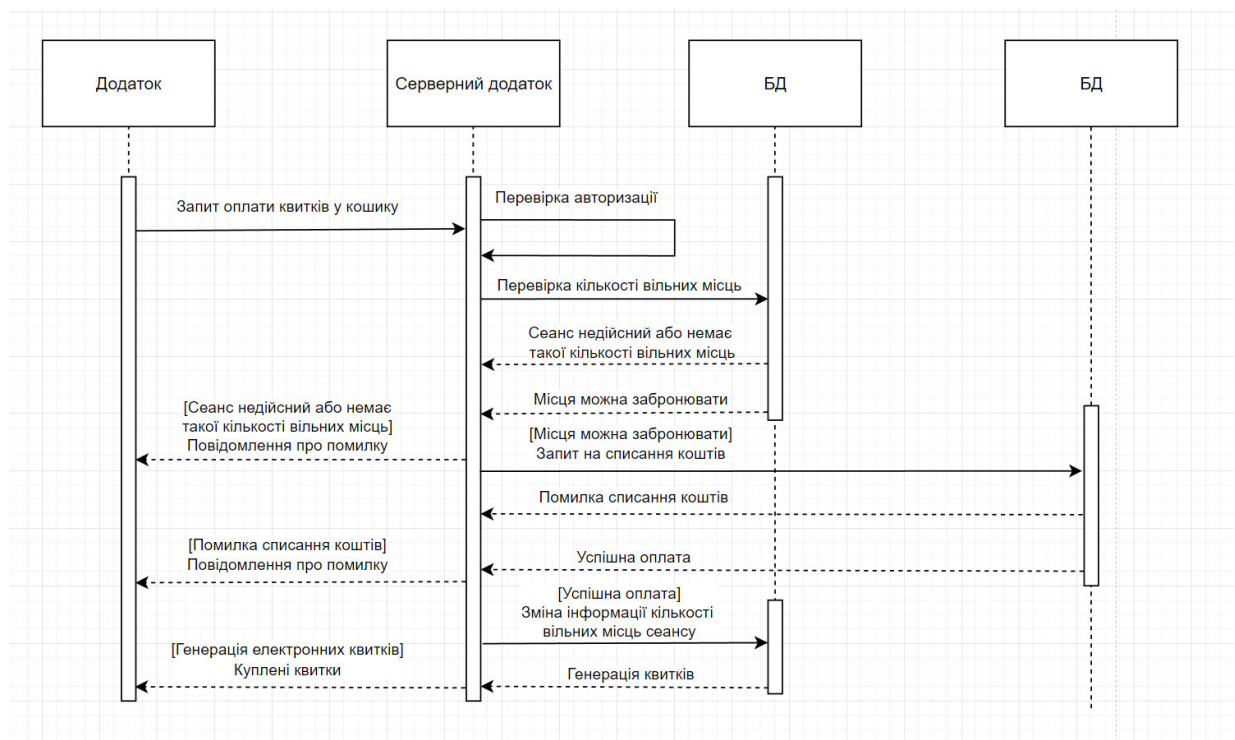 Додаток
Серверний додаток
БД
БД
Перевірка авторизації
Запит оплати квитків у кошику
Перевірка кількості вільних місць
Сеанс недійсний або немає
такої кількості вільних місць
Місця можна забронювати
[Сеанс недійсний або немає
такої кількості вільних місць]
Повідомлення про помилку
[Місця можна забронювати]
Запит на списання коштів
Помилка списання коштів
[Помилка списання коштів]
Повідомлення про помилку
Успішна оплата
[Успішна оплата]
Зміна інформації кількості
вільних місць сеансу
[Генерація електронних квитків]
Куплені квитки
Генерація квитків